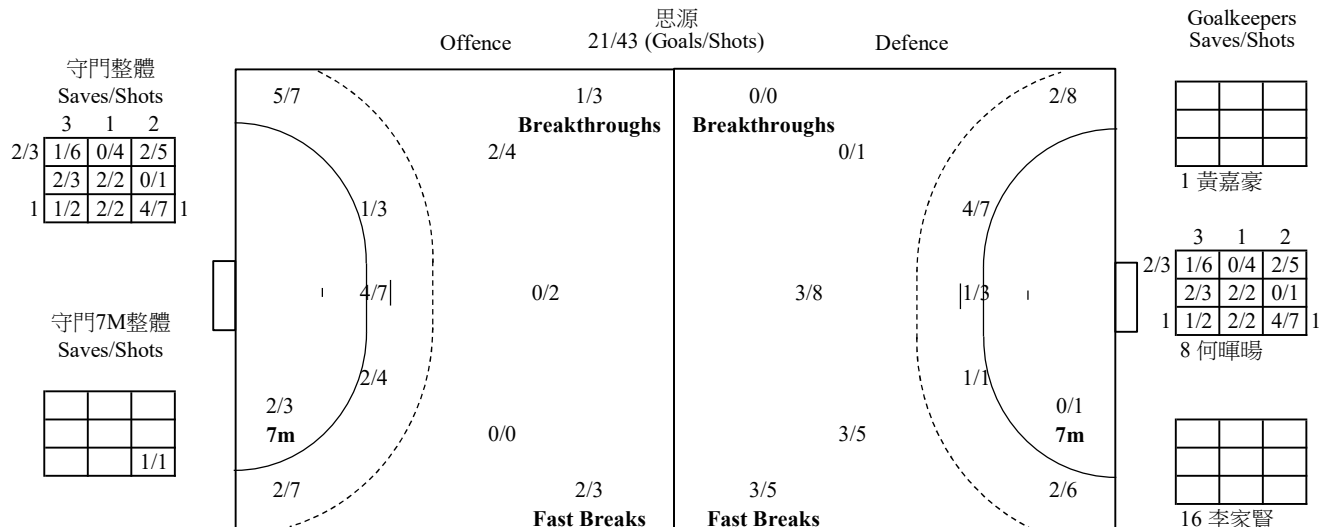 思源
21/43 (Goals/Shots)
Offence
Defence
Goalkeepers
Saves/Shots
守門整體
Saves/Shots
3 1 2
2/3 1/6 0/4 2/5
2/3 2/2 0/1
1 1/2 2/2 4/7 1
守門7M整體
Saves/Shots
1/1
5/7
1/3
Breakthroughs
2/4
1/3
4/7
0/2
2/4
2/3
7m
0/0
2/7
2/3
Fast Breaks
0/0
Breakthroughs
2/8
0/1
4/7
3/8
1/3
1/1
0/1
7m
3/5
3/5
Fast Breaks
2/6
1 黃嘉豪
3 1 2
2/3 1/6 0/4 2/5
2/3 2/2 0/1
1 1/2 2/2 4/7 1
8 何暉暘
16 李家賢